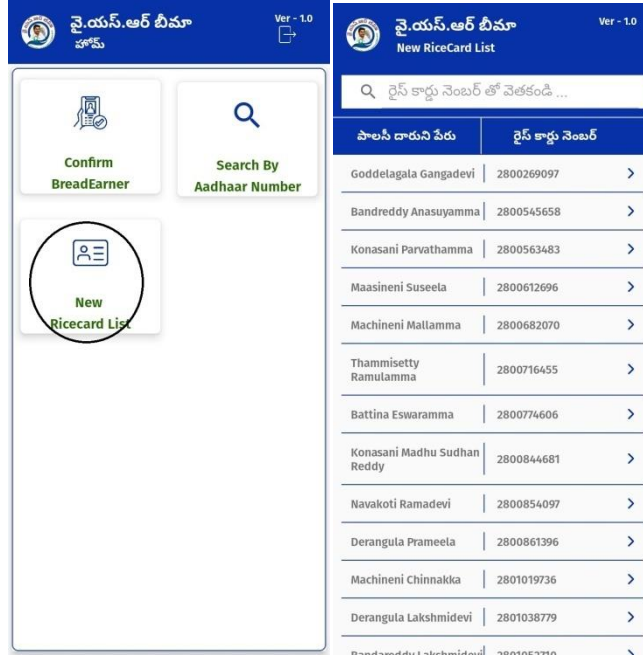 వై.యస్.ఆర్ బీమా
Ver - 1.0
హోమ్
Confirm
BreadEarner
Search By
Aadhaar Number
New
Ricecard List
వై.యస్.ఆర్ బీమా
Ver - 1.0
New RiceCard List
రైస్ కార్డు నెంబర్ తో వెతకండి ...
పాలసీ దారుని పేరు రైస్ కార్డు నెంబర్
Goddelagala Gangadevi 2800269097
Bandreddy Anasuyamma 2800545658
Konasani Parvathamma 2800563483
Maasineni Suseela 2800612696
Machineni Mallamma 2800682070
Thammisetty
Ramulamma 2800716455
Battina Eswaramma 2800774606
Konasani Madhu Sudhan
Reddy 2800844681
Navakoti Ramadevi 2800854097
Derangula Prameela 2800861396
Machineni Chinnakka 2801019736
Derangula Lakshmidevi 2801038779
Bandareddy Lakshmidevi 2801052710